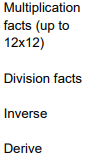 Multiplication
facts (up to
12x12)
Division facts
Inverse
Derive